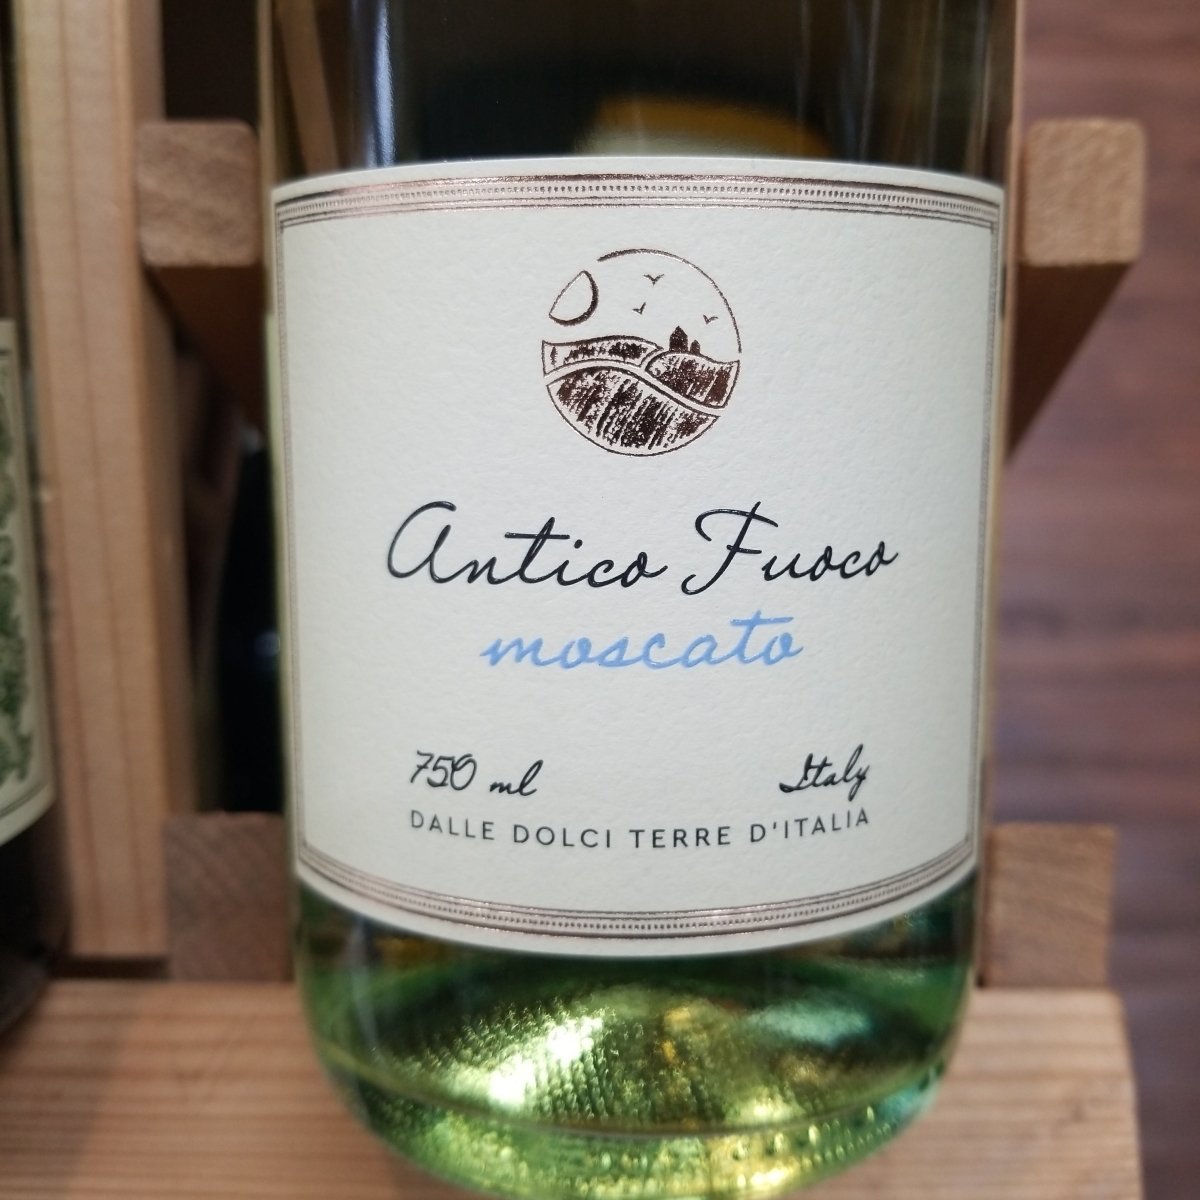 Antico Fuoco
moscato
750 ml Italy
DALLE DOLCI TERRE D'ITALIA